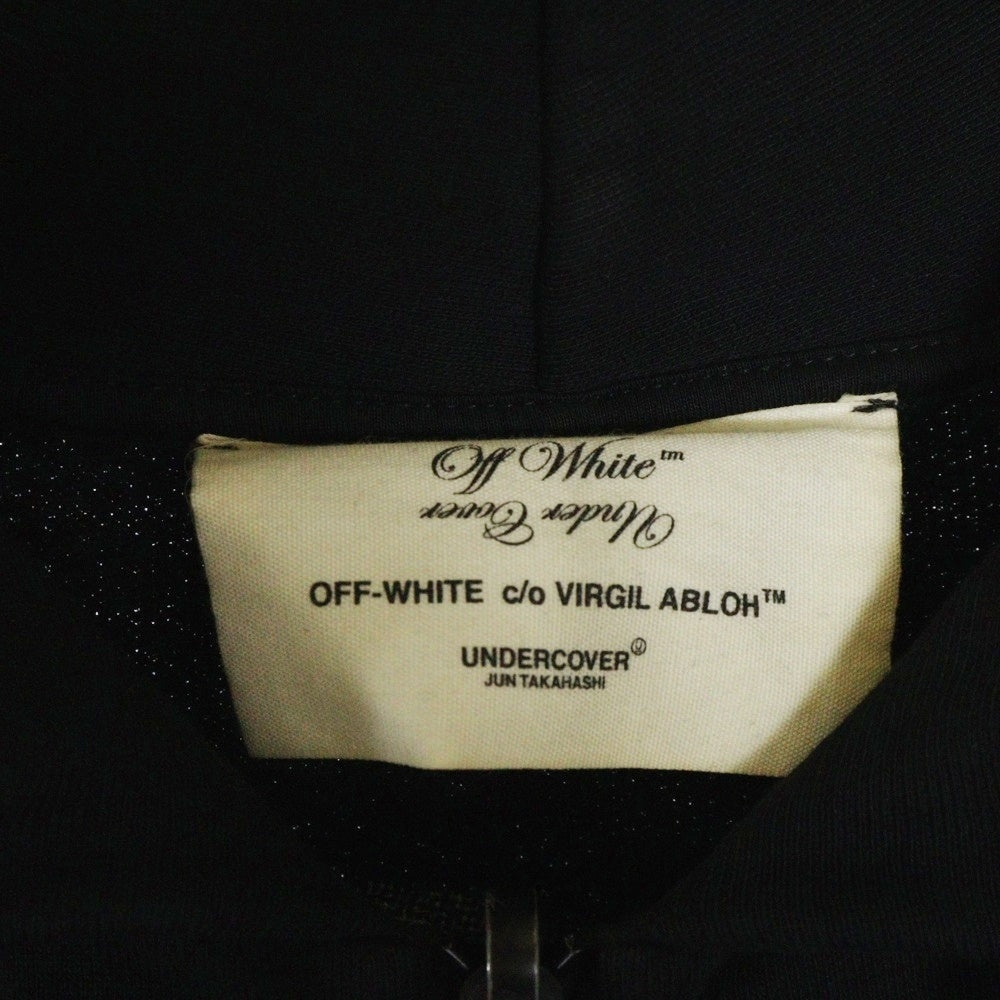 Off White™
Under Cover
OFF-WHITE c/o VIRGIL ABLOH™
UNDERCOVER
JUN TAKAHASHI